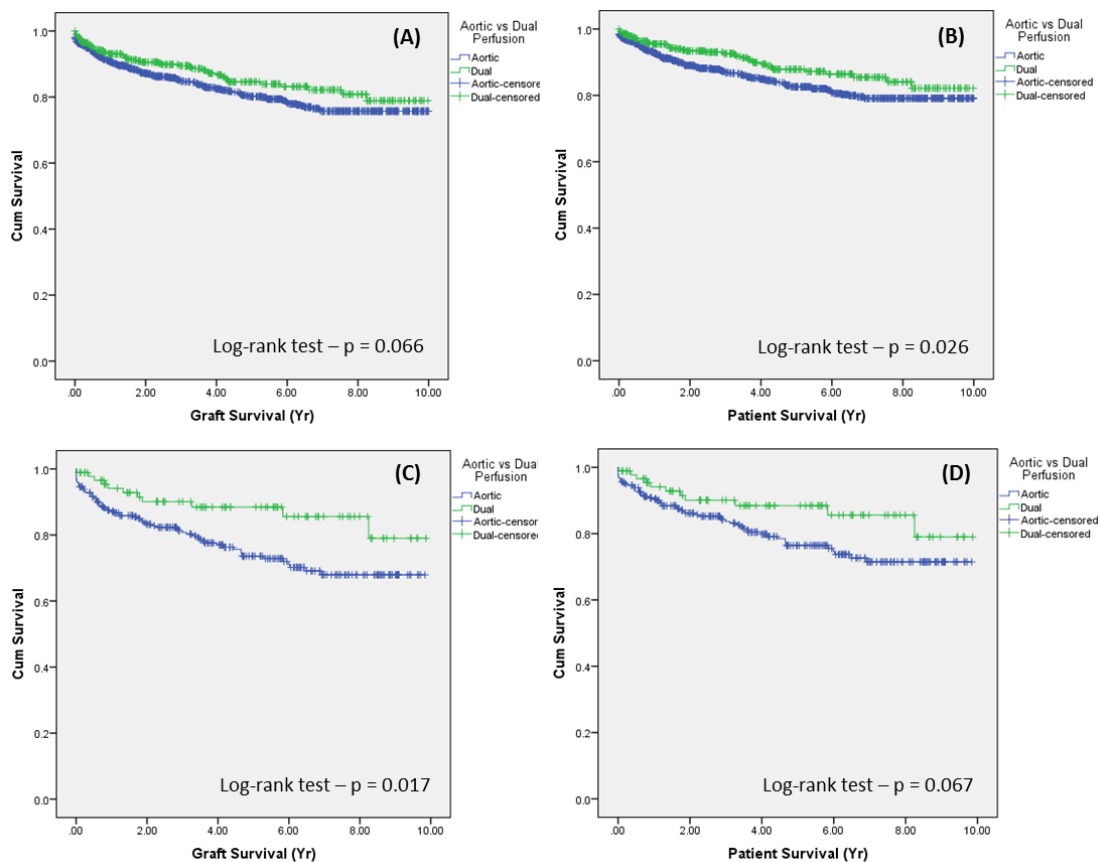 (A)
Aortic vs Dual
Perfusion
Aortic
Dual
Aortic-censore
Dual-censored
Cum Survival
1.0
0.8
0.6
0.4
0.2
0.0
Log-rank test – p = 0.066
.00 2.00 4.00 6.00 8.00 10.00
Graft Survival (Yr)
(B)
Aortic vs Dual
Perfusion
Aortic
Dual
Aortic-censored
Dual-censored
Cum Survival
1.0
0.8
0.6
0.4
0.2
0.0
Log-rank test – p = 0.026
.00 2.00 4.00 6.00 8.00 10.00
Patient Survival (Yr)
(C)
Aortic vs Dual
Perfusion
Aortic
Dual
Aortic-censor
Dual-censore
Cum Survival
1.0
0.8
0.6
0.4
0.2
0.0
Log-rank test – p = 0.017
.00 2.00 4.00 6.00 8.00 10.00
Graft Survival (Yr)
(D)
Aortic vs Dual
Perfusion
Aortic
Dual
Aortic-censored
Dual-censored
Cum Survival
1.0
0.8
0.6
0.4
0.2
0.0
Log-rank test – p = 0.067
.00 2.00 4.00 6.00 8.00 10.00
Patient Survival (Yr)